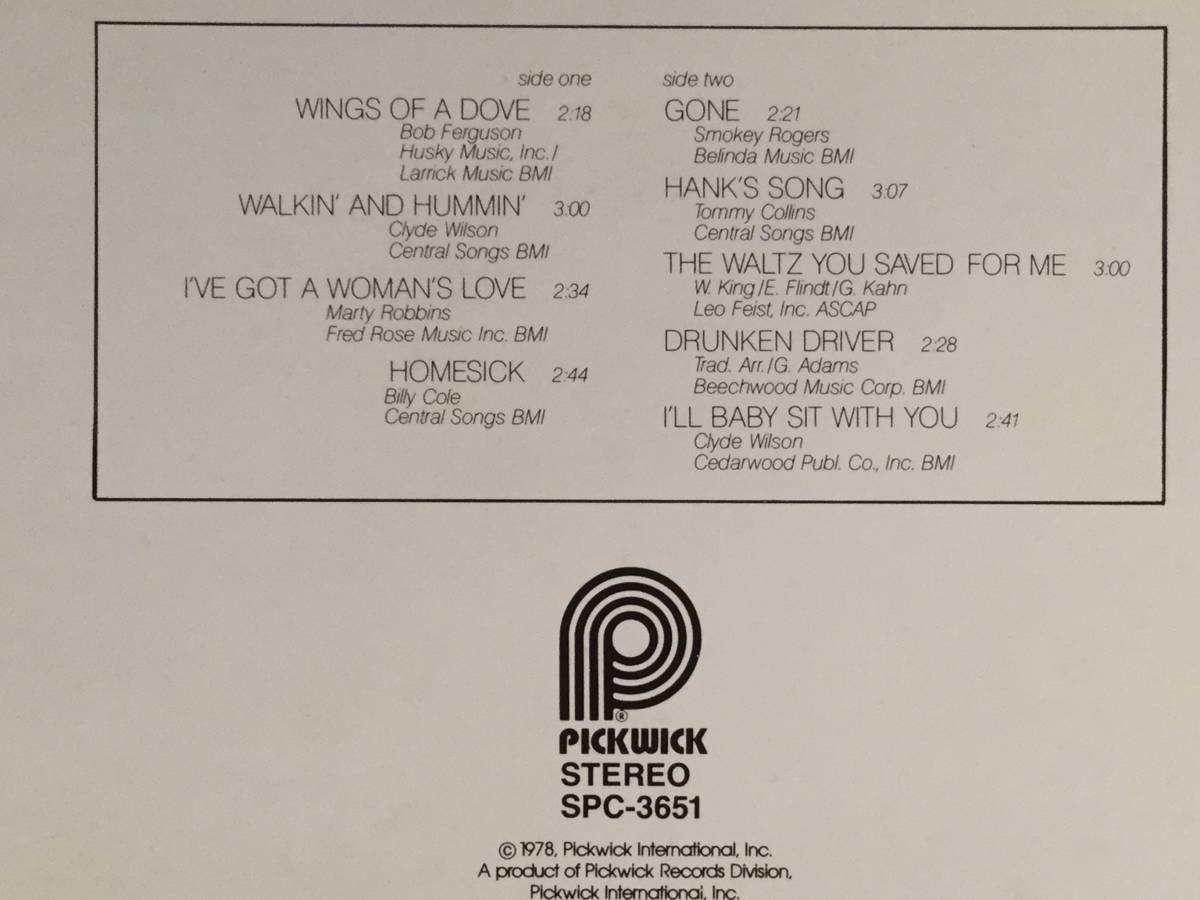 side one
WINGS OF A DOVE 2:18
Bob Ferguson
Husky Music, Inc./
Larrick Music BMI
WALKIN' AND HUMMIN' 3:00
Clyde Wilson
Central Songs BMI
I'VE GOT A WOMAN'S LOVE 2:34
Marty Robbins
Fred Rose Music Inc. BMI
HOMESICK 2:44
Billy Cole
Central Songs BMI
side two
GONE 2:21
Smokey Rogers
Belinda Music BMI
HANK'S SONG 3:07
Tommy Collins
Central Songs BMI
THE WALTZ YOU SAVED FOR ME 3:00
W. King/E. Flindt/G. Kahn
Leo Feist, Inc. ASCAP
DRUNKEN DRIVER 2:28
Trad. Arr./G. Adams
Beechwood Music Corp. BMI
I'LL BABY SIT WITH YOU 2:41
Clyde Wilson
Cedarwood Publ. Co., Inc. BMI
P®
PICKWICK
STEREO
SPC-3651
© 1978, Pickwick International, Inc.
A product of Pickwick Records Division,
Pickwick International, Inc.